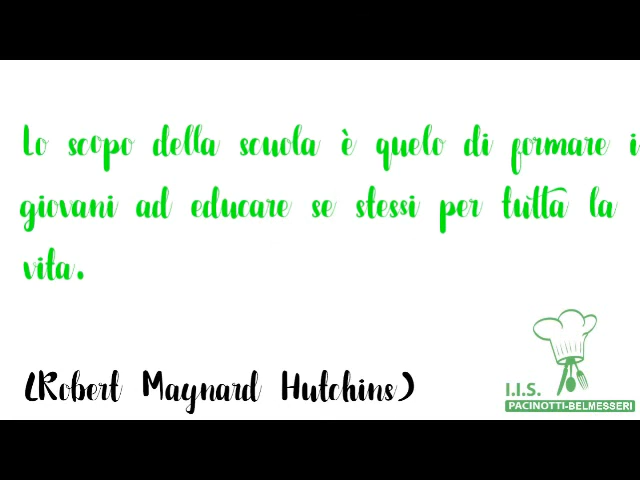 Lo scopo della scuola è quelo di formare i
giovani ad educare se stessi per tutta la
vita.
(Robert Maynard Hutchins)
I.I.S.
PACINOTTI-BELMESSERI